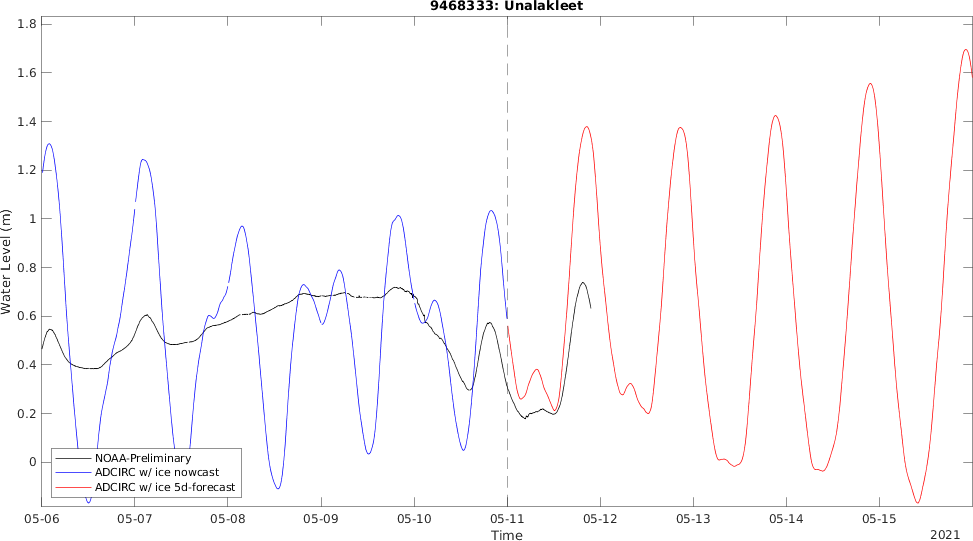 9468333: Unalakleet
1.8
1.6
1.4
1.2
1
0.8
0.6
0.4
0.2
0
Water Level (m)
NOAA-Preliminary
ADCIRC w/ ice nowcast
ADCIRC w/ ice 5d-forecast
05-06 05-07 05-08 05-09 05-10 05-11 05-12 05-13 05-14 05-15
Time
2021